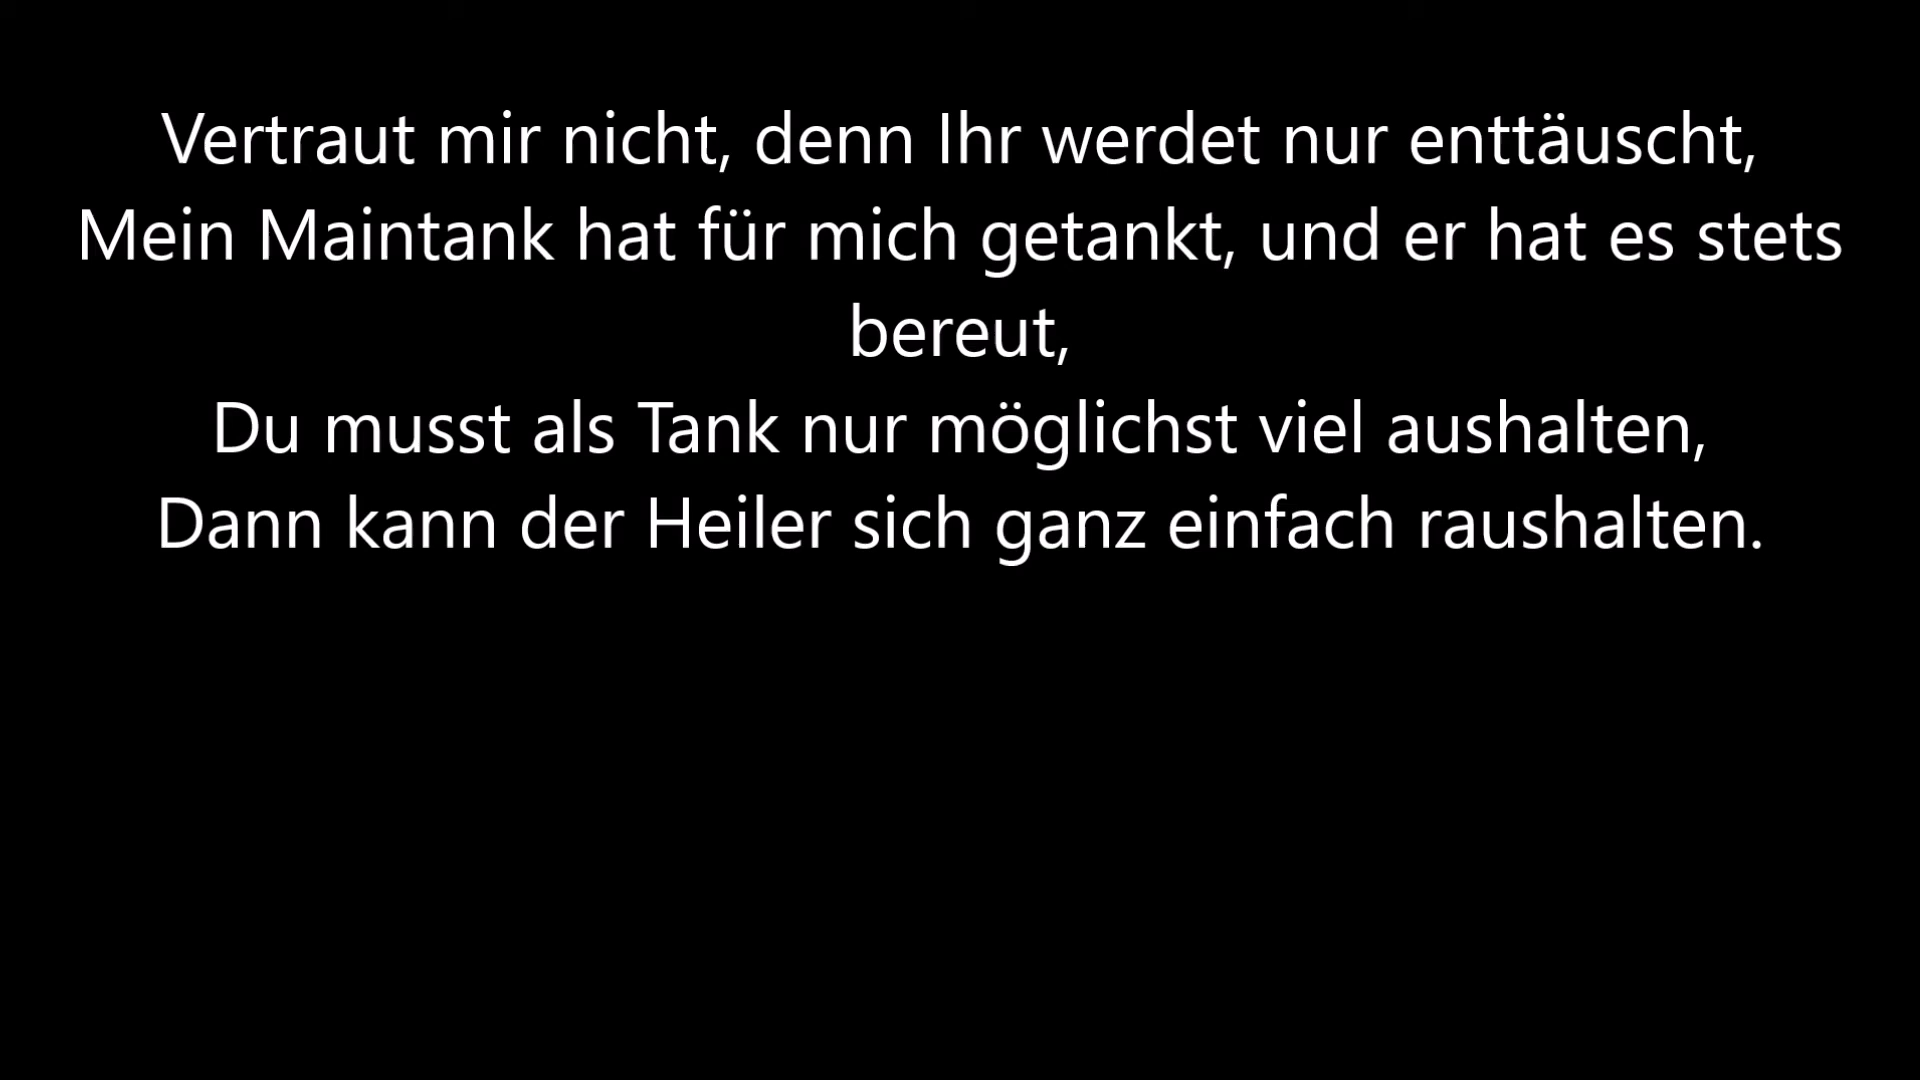 Vertraut mir nicht, denn Ihr werdet nur enttäuscht,
Mein Maintank hat für mich getankt, und er hat es stets
bereut,
Du musst als Tank nur möglichst viel aushalten,
Dann kann der Heiler sich ganz einfach raushalten.